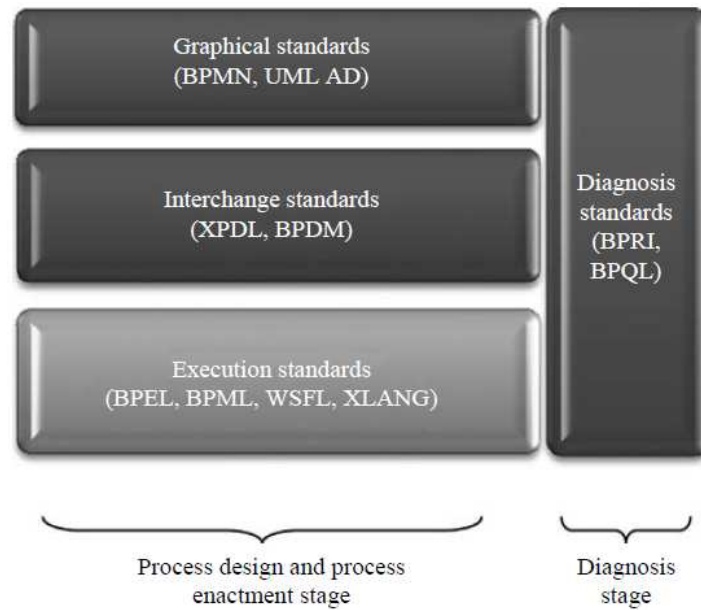 Graphical standards
(BPMN, UML AD)
Interchange standards
(XPDL, BPDM)
Execution standards
(BPEL, BPML, WSFL, XLANG)
Diagnosis
standards
(BPRI,
BPQL)
Process design and process
enactment stage
Diagnosis
stage